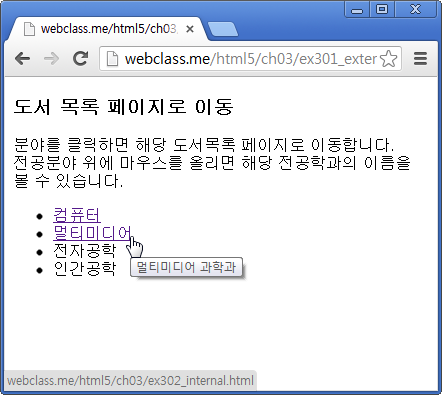 webclass.me/html5/ch03
webclass.me/html5/ch03/ex301_exter
도서 목록 페이지로 이동
분야를 클릭하면 해당 도서목록 페이지로 이동합니다.
전공분야 위에 마우스를 올리면 해당 전공학과의 이름을
볼 수 있습니다.
컴퓨터
멀티미디어
전자공학
인간공학
멀티미디어 과학과
webclass.me/html5/ch03/ex302_internal.html